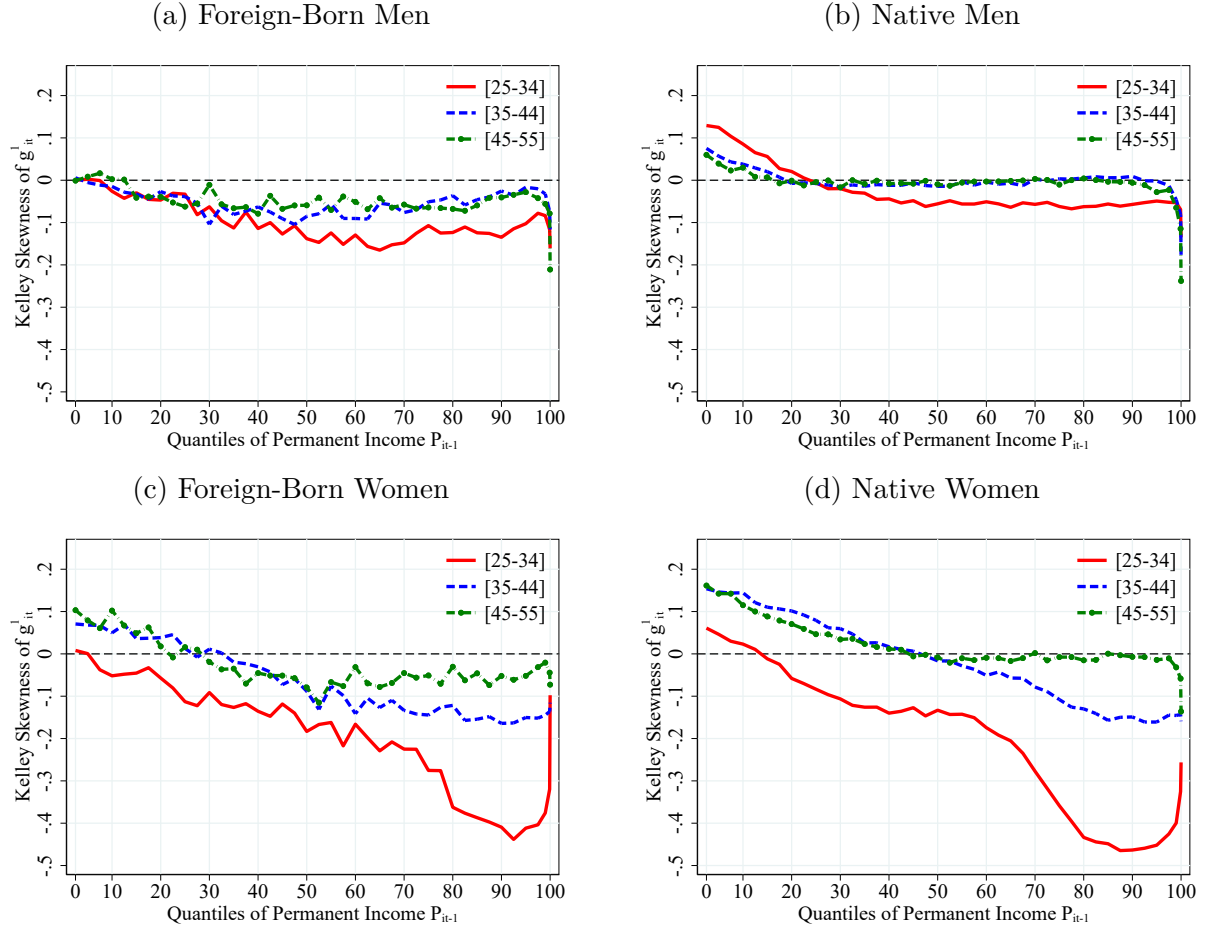 (a) Foreign-Born Men
Kelley Skewness of g¹ᵢₜ
.2
.1
0
-.1
-.2
-.3
-.4
-.5
[25-34]
[35-44]
[45-55]
0 10 20 30 40 50 60 70 80 90 100
Quantiles of Permanent Income Pᵢₜ₋₁
(b) Native Men
Kelley Skewness of g¹ᵢₜ
.2
.1
0
-.1
-.2
-.3
-.4
-.5
[25-34]
[35-44]
[45-55]
0 10 20 30 40 50 60 70 80 90 100
Quantiles of Permanent Income Pᵢₜ₋₁
(c) Foreign-Born Women
Kelley Skewness of g¹ᵢₜ
.2
.1
0
-.1
-.2
-.3
-.4
-.5
[25-34]
[35-44]
[45-55]
0 10 20 30 40 50 60 70 80 90 100
Quantiles of Permanent Income Pᵢₜ₋₁
(d) Native Women
Kelley Skewness of g¹ᵢₜ
.2
.1
0
-.1
-.2
-.3
-.4
-.5
[25-34]
[35-44]
[45-55]
0 10 20 30 40 50 60 70 80 90 100
Quantiles of Permanent Income Pᵢₜ₋₁